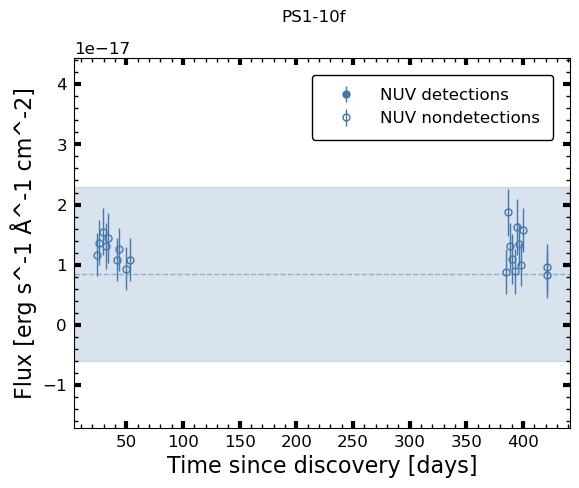 PS1-10f
1e−17
Flux [erg s^-1 Å^-1 cm^-2]
4
3
2
1
0
−1
NUV detections
NUV nondetections
50 100 150 200 250 300 350 400
Time since discovery [days]